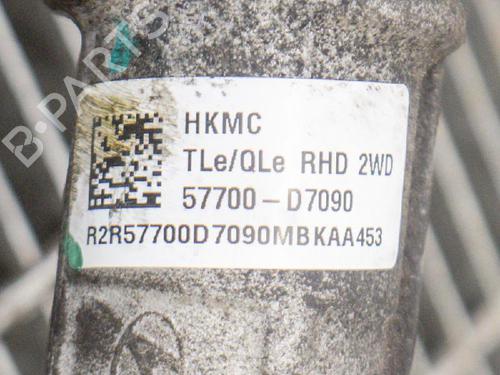 B-PARTS
HKMC
TLe/QLe RHD 2WD
57700-D7090
R2R57700D7090MBKAA453